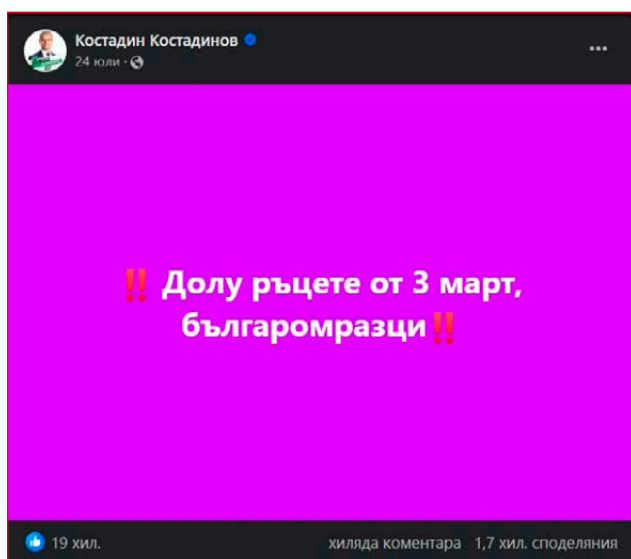 Костадин Костадинов
24 юли ·
‼️ Долу ръцете от 3 март,
българомразци‼️
19 хил.
хиляда коментара 1,7 хил. споделяния